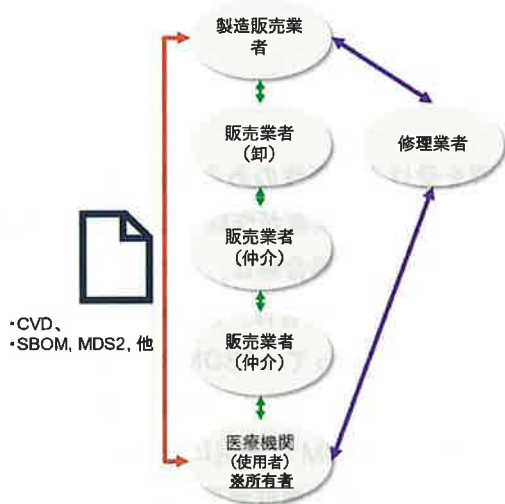 製造販売業
者
販売業者
(卸)
修理業者
販売業者
(仲介)
・CVD、
・SBOM, MDS2, 他
販売業者
(仲介)
医療機関
(使用者)
※所有者